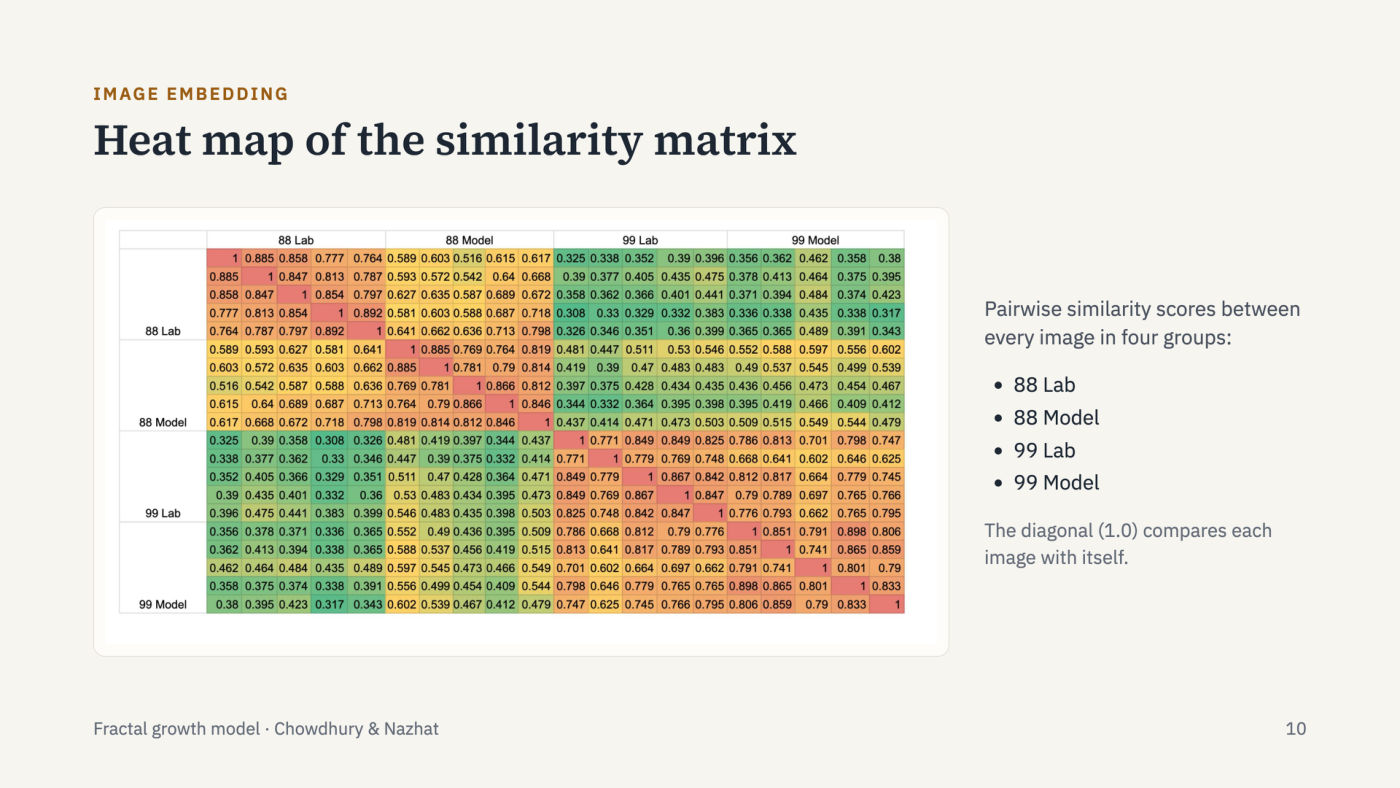 IMAGE EMBEDDING
Heat map of the similarity matrix
88 Lab 88 Model 99 Lab 99 Model
1 0.885 0.858 0.777 0.764 0.589 0.603 0.516 0.615 0.617 0.325 0.338 0.352 0.39 0.396 0.356 0.362 0.462 0.358 0.38
0.885 1 0.847 0.813 0.787 0.593 0.572 0.542 0.64 0.668 0.39 0.377 0.405 0.435 0.475 0.378 0.413 0.464 0.375 0.395
0.858 0.847 1 0.854 0.797 0.627 0.635 0.587 0.689 0.672 0.358 0.362 0.366 0.401 0.441 0.371 0.394 0.484 0.374 0.423
0.777 0.813 0.854 1 0.892 0.581 0.603 0.588 0.687 0.718 0.308 0.33 0.329 0.332 0.383 0.336 0.338 0.435 0.338 0.317
88 Lab 0.764 0.787 0.797 0.892 1 0.641 0.662 0.636 0.713 0.798 0.326 0.346 0.351 0.36 0.399 0.365 0.365 0.489 0.391 0.343
0.589 0.593 0.627 0.581 0.641 1 0.885 0.769 0.764 0.819 0.481 0.447 0.511 0.53 0.546 0.552 0.588 0.597 0.556 0.602
0.603 0.572 0.635 0.603 0.662 0.885 1 0.781 0.79 0.814 0.419 0.39 0.47 0.483 0.483 0.49 0.537 0.545 0.499 0.539
0.516 0.542 0.587 0.588 0.636 0.769 0.781 1 0.866 0.812 0.397 0.375 0.428 0.434 0.435 0.436 0.456 0.473 0.454 0.467
0.615 0.64 0.689 0.687 0.713 0.764 0.79 0.866 1 0.846 0.344 0.332 0.364 0.395 0.398 0.395 0.419 0.466 0.409 0.412
88 Model 0.617 0.668 0.672 0.718 0.798 0.819 0.814 0.812 0.846 1 0.437 0.414 0.471 0.473 0.503 0.509 0.515 0.549 0.544 0.479
0.325 0.39 0.358 0.308 0.326 0.481 0.419 0.397 0.344 0.437 1 0.771 0.849 0.849 0.825 0.786 0.813 0.701 0.798 0.747
0.338 0.377 0.362 0.33 0.346 0.447 0.39 0.375 0.332 0.414 0.771 1 0.779 0.769 0.748 0.668 0.641 0.602 0.646 0.625
0.352 0.405 0.366 0.329 0.351 0.511 0.47 0.428 0.364 0.471 0.849 0.779 1 0.867 0.842 0.812 0.817 0.664 0.779 0.745
0.39 0.435 0.401 0.332 0.36 0.53 0.483 0.434 0.395 0.473 0.849 0.769 0.867 1 0.847 0.79 0.789 0.697 0.765 0.766
99 Lab 0.396 0.475 0.441 0.383 0.399 0.546 0.483 0.435 0.398 0.503 0.825 0.748 0.842 0.847 1 0.776 0.793 0.662 0.765 0.795
0.356 0.378 0.371 0.336 0.365 0.552 0.49 0.436 0.395 0.509 0.786 0.668 0.812 0.79 0.776 1 0.851 0.791 0.898 0.806
0.362 0.413 0.394 0.338 0.365 0.588 0.537 0.456 0.419 0.515 0.813 0.641 0.817 0.789 0.793 0.851 1 0.741 0.865 0.859
0.462 0.464 0.484 0.435 0.489 0.597 0.545 0.473 0.466 0.549 0.701 0.602 0.664 0.697 0.662 0.791 0.741 1 0.801 0.79
0.358 0.375 0.374 0.338 0.391 0.556 0.499 0.454 0.409 0.544 0.798 0.646 0.779 0.765 0.765 0.898 0.865 0.801 1 0.833
99 Model 0.38 0.395 0.423 0.317 0.343 0.602 0.539 0.467 0.412 0.479 0.747 0.625 0.745 0.766 0.795 0.806 0.859 0.79 0.833 1
Pairwise similarity scores between
every image in four groups:
• 88 Lab
• 88 Model
• 99 Lab
• 99 Model
The diagonal (1.0) compares each
image with itself.
Fractal growth model · Chowdhury & Nazhat
10